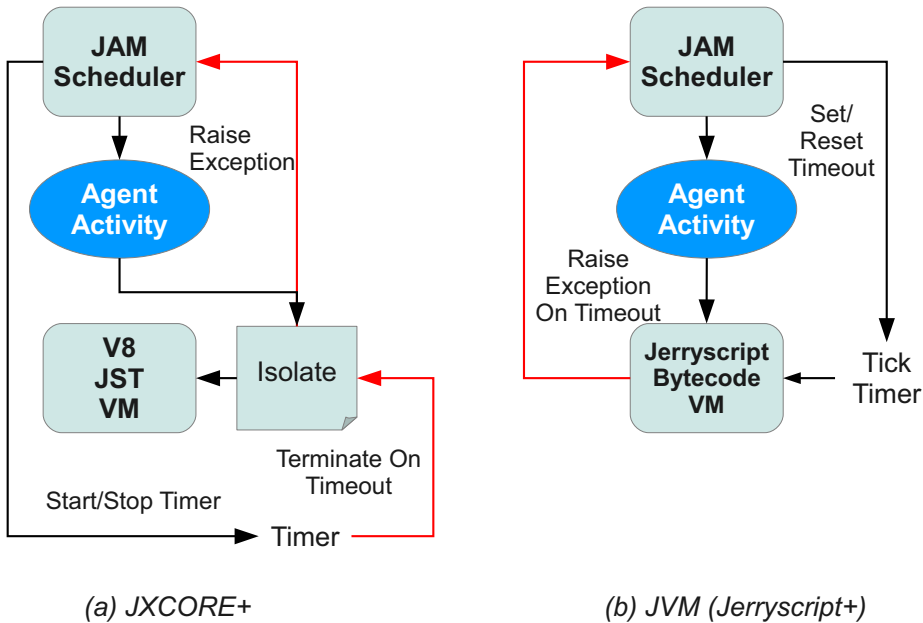 JAM
Scheduler
Raise
Exception
Agent
Activity
V8
JST
VM
Isolate
Terminate On
Timeout
Start/Stop Timer
Timer
(a) JXCORE+
JAM
Scheduler
Set/
Reset
Timeout
Agent
Activity
Raise
Exception
On Timeout
Jerryscript
Bytecode
VM
Tick
Timer
(b) JVM (Jerryscript+)